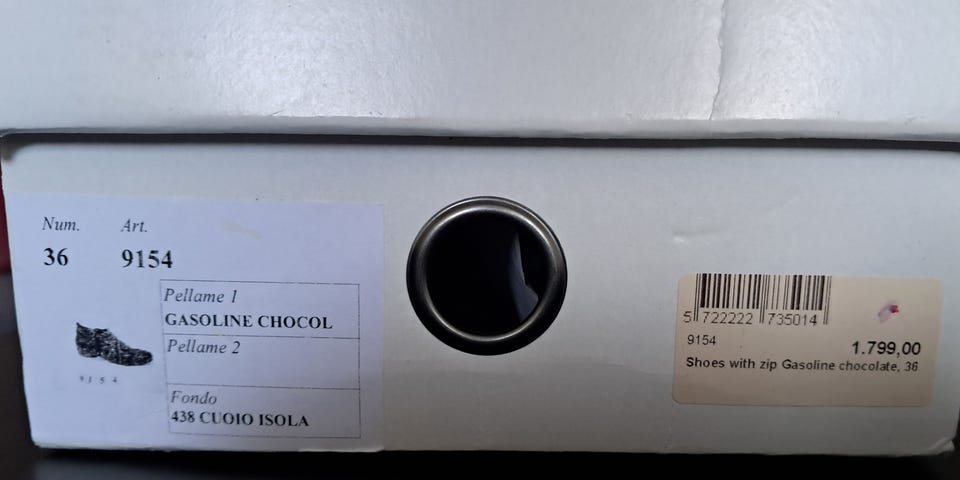 Num. Art.
36 9154
Pellame 1
GASOLINE CHOCOL
Pellame 2
9154
Fondo
438 CUOIO ISOLA
5 722222 735014
9154
1.799,00
Shoes with zip Gasoline chocolate, 36